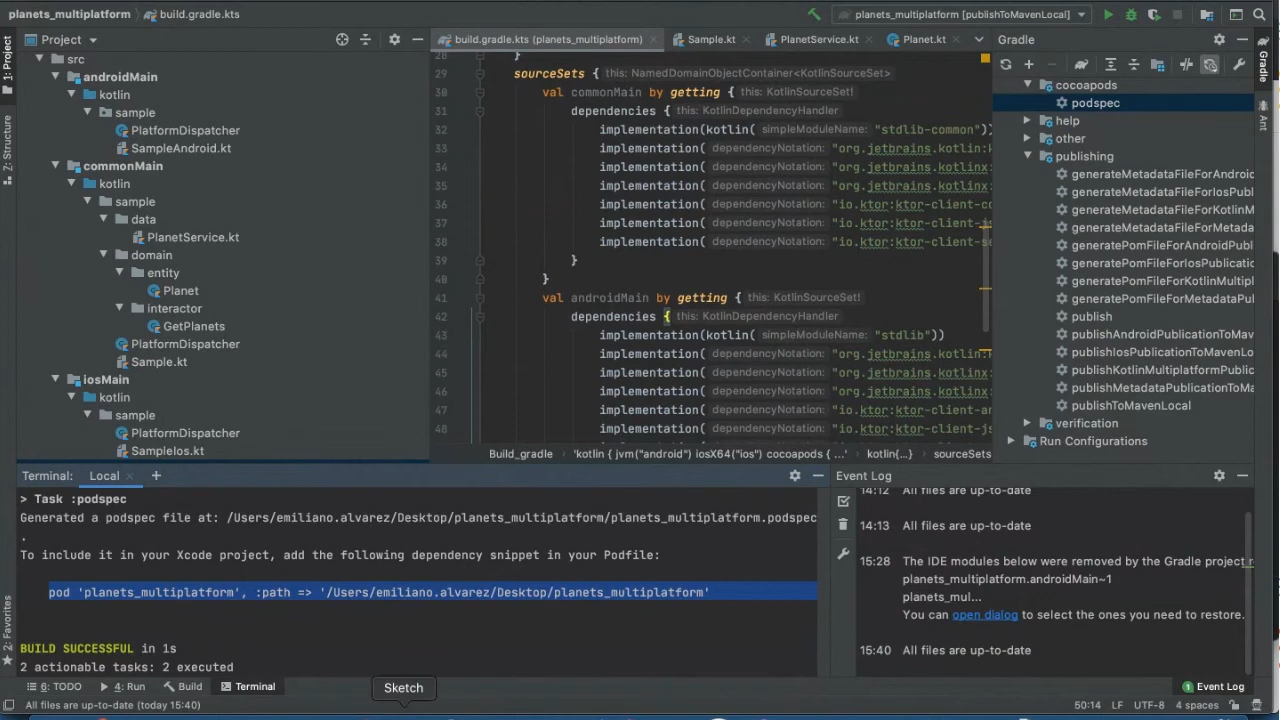 planets_multiplatform
build.gradle.kts
planets_multiplatform [publishToMavenLocal]
Project
build.gradle.kts (planets_multiplatform)
Sample.kt
PlanetService.kt
Planet.kt
Gradle
1: Project
Z: Structure
2: Favorites
src
androidMain
kotlin
sample
PlatformDispatcher
SampleAndroid.kt
commonMain
kotlin
sample
data
PlanetService.kt
domain
entity
Planet
interactor
GetPlanets
PlatformDispatcher
Sample.kt
iosMain
kotlin
sample
PlatformDispatcher
SampleIos.kt
28 }
29 sourceSets { this: NamedDomainObjectContainer<KotlinSourceSet>
30 val commonMain by getting { this: KotlinSourceSet!
31 dependencies { this: KotlinDependencyHandler
32 implementation(kotlin( simpleModuleName: "stdlib-common"))
33 implementation( dependencyNotation: "org.jetbrains.kotlin:k
34 implementation( dependencyNotation: "org.jetbrains.kotlinx:
35 implementation( dependencyNotation: "org.jetbrains.kotlinx:
36 implementation( dependencyNotation: "io.ktor:ktor-client-co
37 implementation( dependencyNotation: "io.ktor:ktor-client-js
38 implementation( dependencyNotation: "io.ktor:ktor-client-se
39 }
40 }
41 val androidMain by getting { this: KotlinSourceSet!
42 dependencies { this: KotlinDependencyHandler
43 implementation(kotlin( simpleModuleName: "stdlib"))
44 implementation( dependencyNotation: "org.jetbrains.kotlin:k
45 implementation( dependencyNotation: "org.jetbrains.kotlinx:
46 implementation( dependencyNotation: "org.jetbrains.kotlinx:
47 implementation( dependencyNotation: "io.ktor:ktor-client-an
48 implementation( dependencyNotation: "io.ktor:ktor-client-js
Build_gradle
'kotlin { jvm("android") iosX64("ios") cocoapods { ...'
kotlin{...}
sourceSets
cocoapods
podspec
help
other
publishing
generateMetadataFileForAndroid
generateMetadataFileForIosPubl
generateMetadataFileForKotlinM
generateMetadataFileForMetada
generatePomFileForAndroidPubl
generatePomFileForIosPublicatio
generatePomFileForKotlinMultipl
generatePomFileForMetadataPul
publish
publishAndroidPublicationToMav
publishIosPublicationToMavenLo
publishKotlinMultiplatformPublic
publishMetadataPublicationToMa
publishToMavenLocal
verification
Run Configurations
Gradle
Ant
Terminal:
Local
> Task :podspec
Generated a podspec file at: /Users/emiliano.alvarez/Desktop/planets_multiplatform/planets_multiplatform.podspec
.
To include it in your Xcode project, add the following dependency snippet in your Podfile:
pod 'planets_multiplatform', :path => '/Users/emiliano.alvarez/Desktop/planets_multiplatform'
BUILD SUCCESSFUL in 1s
2 actionable tasks: 2 executed
Event Log
14:12 All files are up-to-date
14:13 All files are up-to-date
15:28 The IDE modules below were removed by the Gradle project r
planets_multiplatform.androidMain~1
planets_mul...
You can open dialog to select the ones you need to restore.
15:40 All files are up-to-date
6: TODO
4: Run
Build
Terminal
Sketch
1 Event Log
All files are up-to-date (today 15:40)
50:14
LF
UTF-8
4 spaces